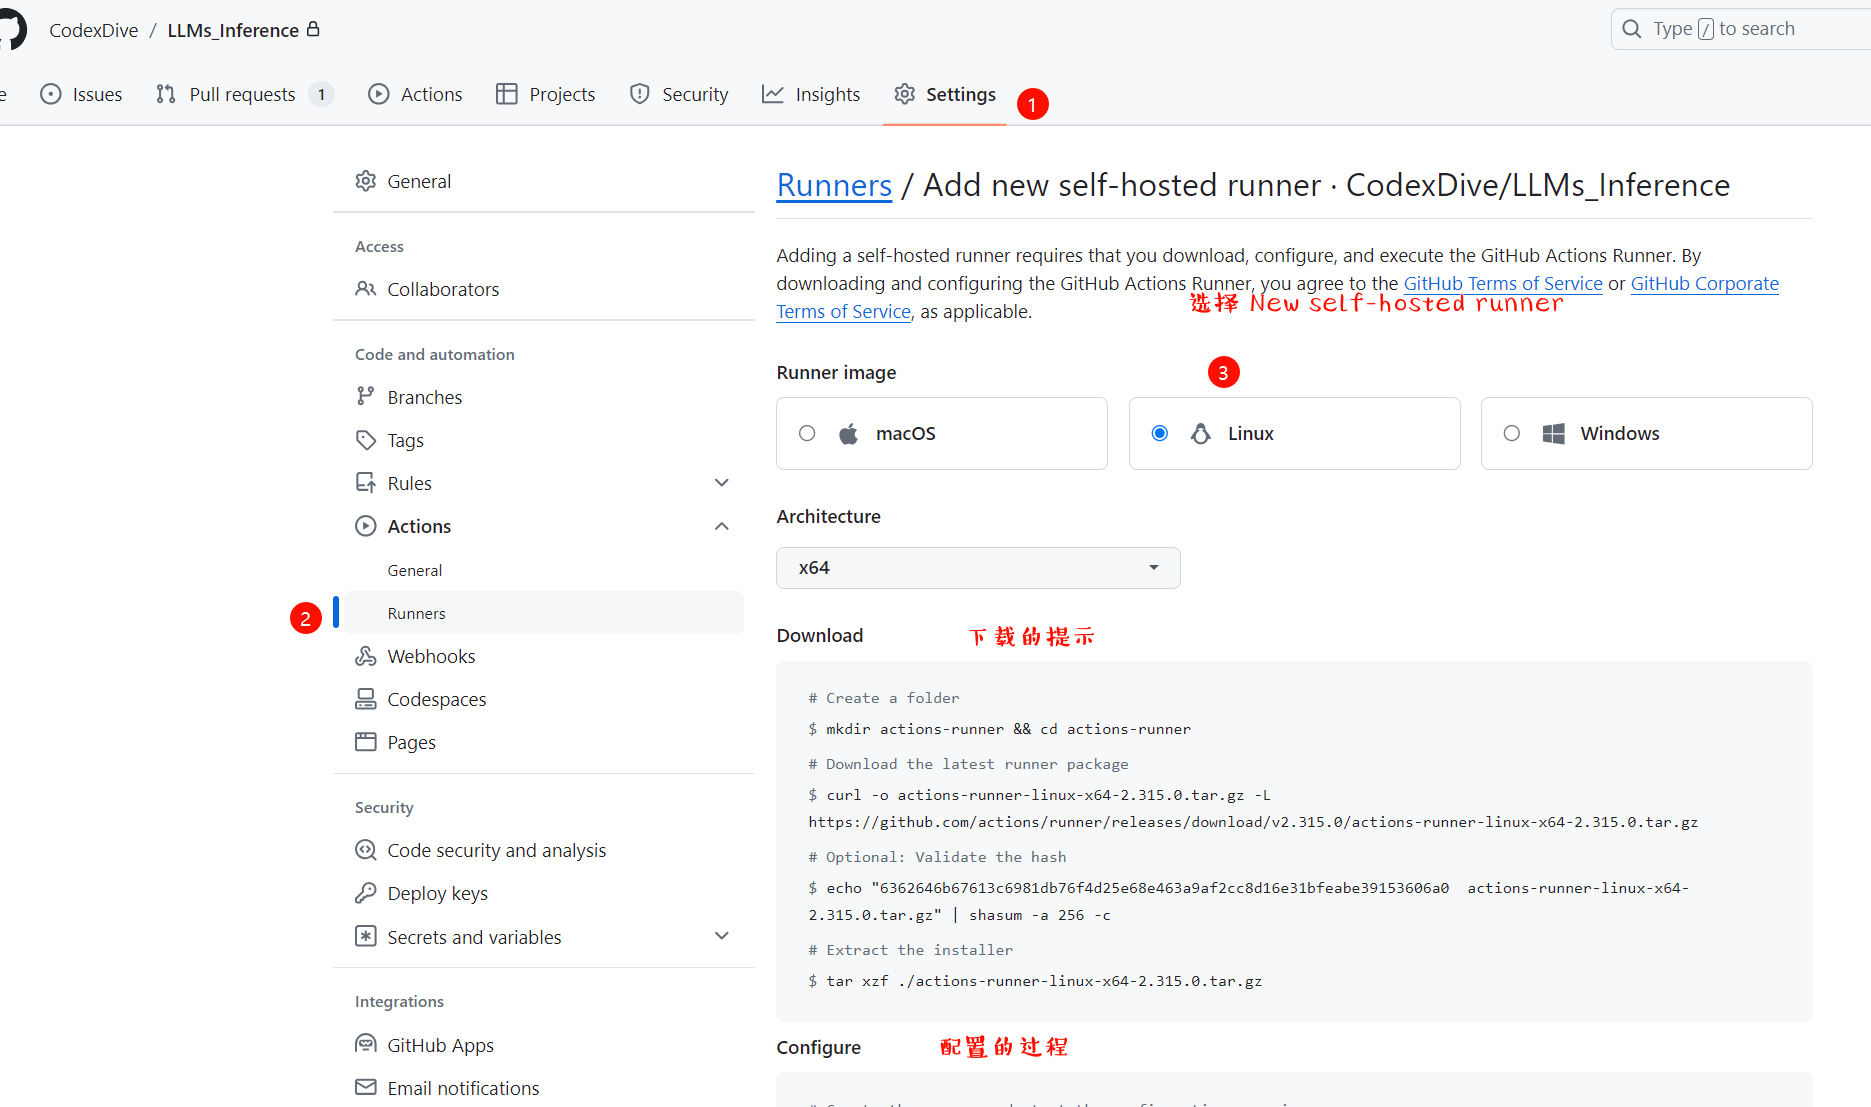 CodexDive / LLMs_Inference
Type / to search
e Issues Pull requests 1 Actions Projects Security Insights Settings 1
General
Access
Collaborators
Code and automation
Branches
Tags
Rules
Actions
General
2 Runners
Webhooks
Codespaces
Pages
Security
Code security and analysis
Deploy keys
Secrets and variables
Integrations
GitHub Apps
Email notifications
Runners / Add new self-hosted runner · CodexDive/LLMs_Inference
Adding a self-hosted runner requires that you download, configure, and execute the GitHub Actions Runner. By
downloading and configuring the GitHub Actions Runner, you agree to the GitHub Terms of Service or GitHub Corporate
Terms of Service, as applicable.
选择 New self-hosted runner
Runner image
3
macOS Linux Windows
Architecture
x64
Download 下载的提示
# Create a folder
$ mkdir actions-runner && cd actions-runner
# Download the latest runner package
$ curl -o actions-runner-linux-x64-2.315.0.tar.gz -L
https://github.com/actions/runner/releases/download/v2.315.0/actions-runner-linux-x64-2.315.0.tar.gz
# Optional: Validate the hash
$ echo "6362646b67613c6981db76f4d25e68e463a9af2cc8d16e31bfeabe39153606a0  actions-runner-linux-x64-
2.315.0.tar.gz" | shasum -a 256 -c
# Extract the installer
$ tar xzf ./actions-runner-linux-x64-2.315.0.tar.gz
Configure 配置的过程